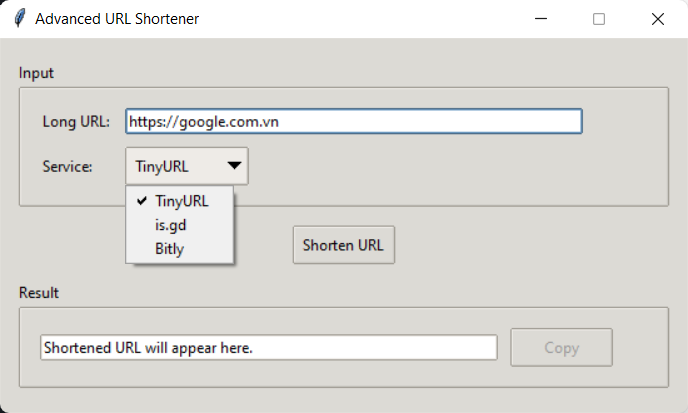 Advanced URL Shortener
Input
Long URL: https://google.com.vn
Service: TinyURL
TinyURL
is.gd
Bitly
Shorten URL
Result
Shortened URL will appear here. Copy